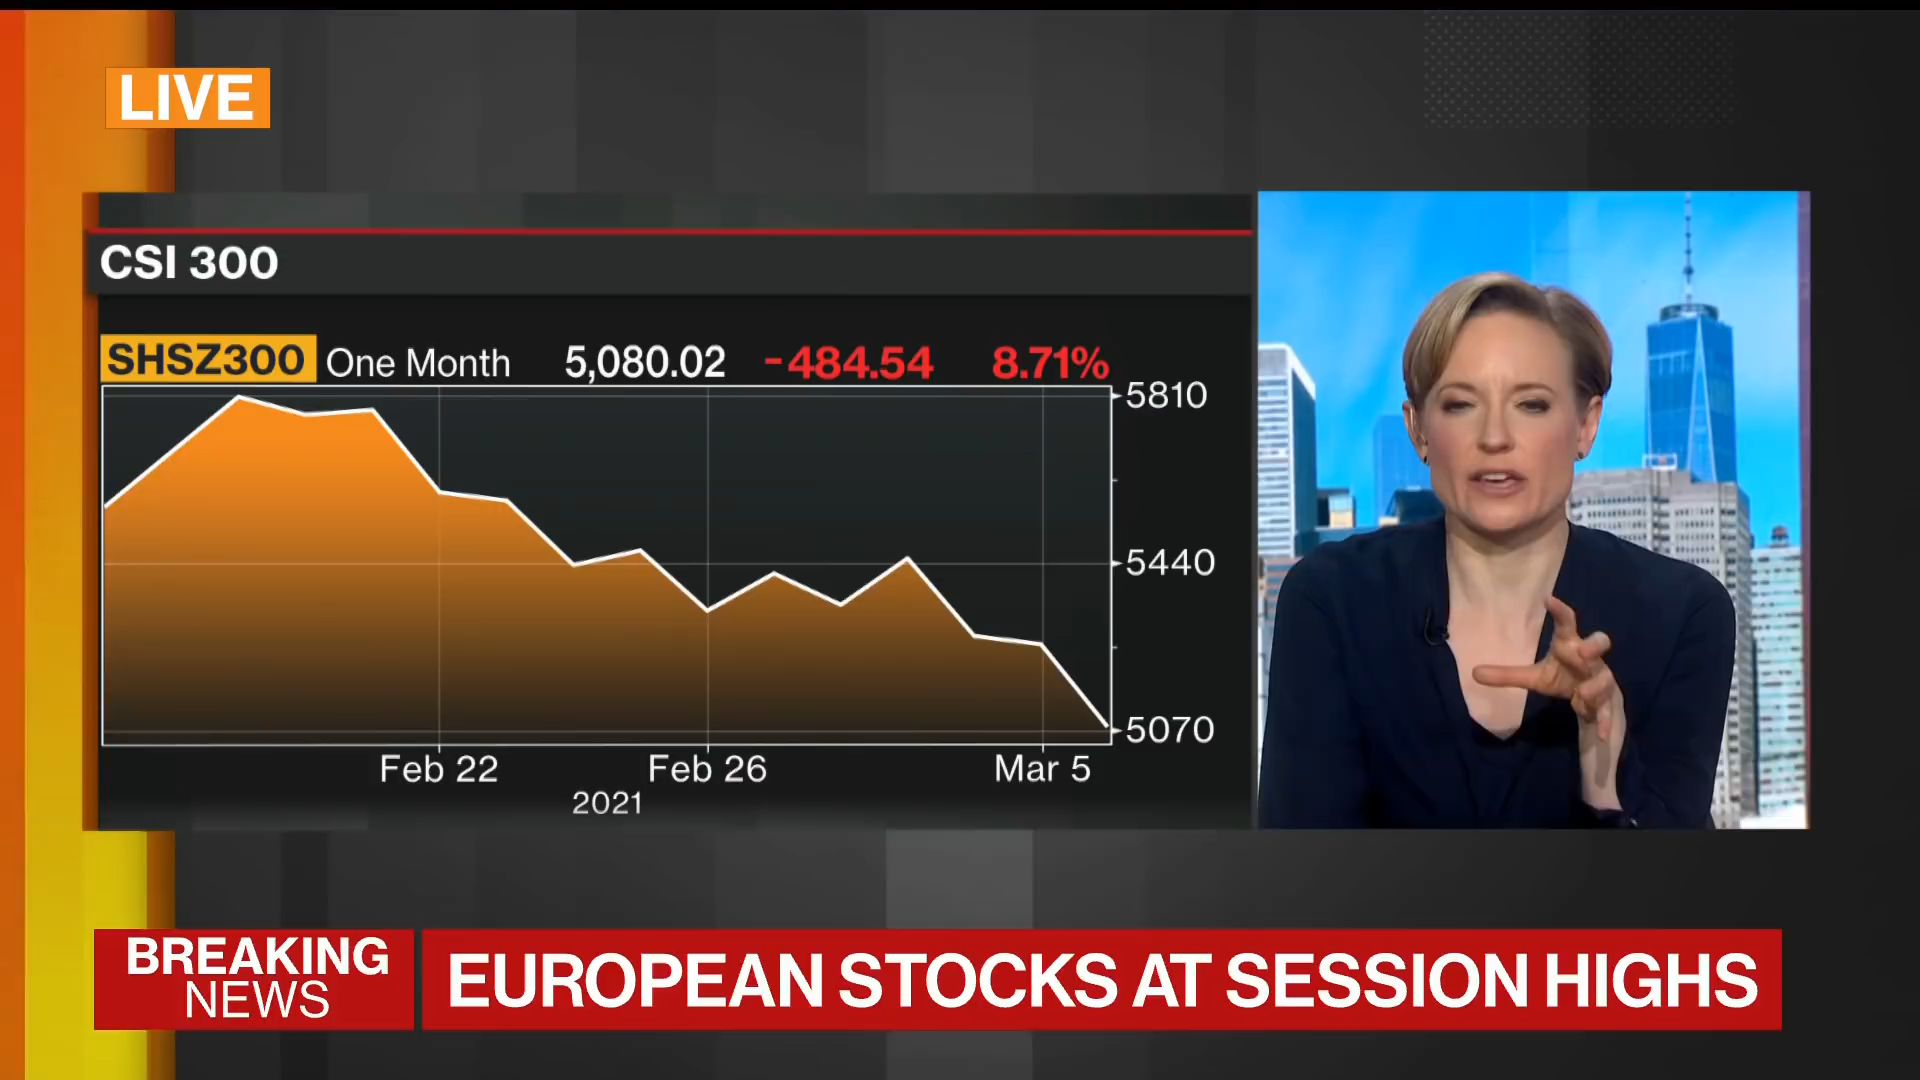 LIVE
CSI 300
SHSZ300 One Month 5,080.02 -484.54 8.71%
5810
5440
5070
Feb 22 Feb 26 Mar 5
2021
BREAKING
NEWS
EUROPEAN STOCKS AT SESSION HIGHS